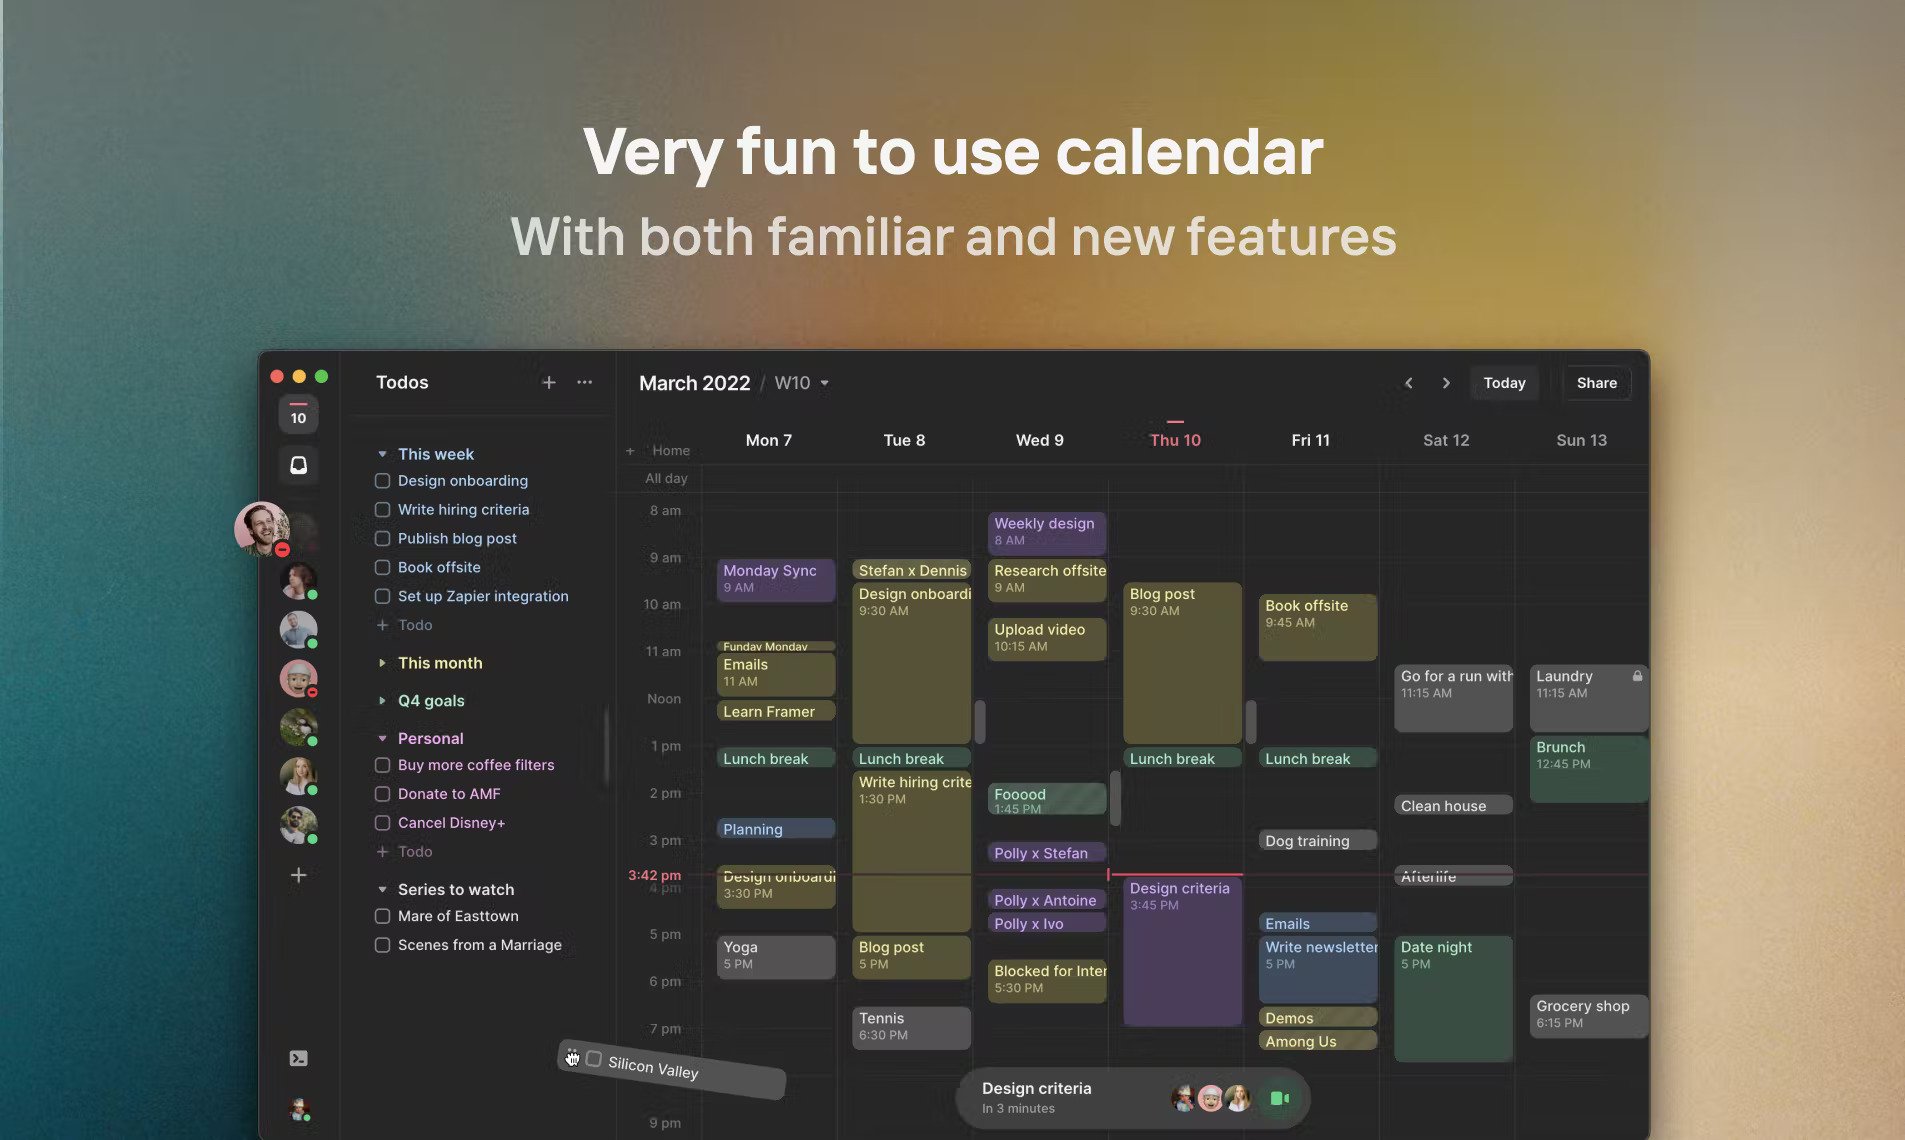 Very fun to use calendar
With both familiar and new features
Todos
10
This week
Design onboarding
Write hiring criteria
Publish blog post
Book offsite
Set up Zapier integration
Todo
This month
Q4 goals
Personal
Buy more coffee filters
Donate to AMF
Cancel Disney+
Todo
Series to watch
Mare of Easttown
Scenes from a Marriage
Silicon Valley
March 2022 / W10
Today
Share
Home
Mon 7
Tue 8
Wed 9
Thu 10
Fri 11
Sat 12
Sun 13
All day
8 am
9 am
10 am
11 am
Noon
1 pm
2 pm
3 pm
3:42 pm
4 pm
5 pm
6 pm
7 pm
9 pm
Monday Sync
9 AM
Funday Monday
Emails
11 AM
Learn Framer
Lunch break
Planning
Design onboardi
3:30 PM
Yoga
5 PM
Stefan x Dennis
Design onboardi
9:30 AM
Lunch break
Write hiring crite
1:30 PM
Blog post
5 PM
Tennis
6:30 PM
Weekly design
8 AM
Research offsite
9 AM
Upload video
10:15 AM
Fooood
1:45 PM
Polly x Stefan
Polly x Antoine
Polly x Ivo
Blocked for Inter
5:30 PM
Blog post
9:30 AM
Lunch break
Design criteria
3:45 PM
Book offsite
9:45 AM
Lunch break
Dog training
Emails
Write newsletter
5 PM
Demos
Among Us
Go for a run with
11:15 AM
Clean house
Afterlife
Date night
5 PM
Laundry
11:15 AM
Brunch
12:45 PM
Grocery shop
6:15 PM
Design criteria
In 3 minutes